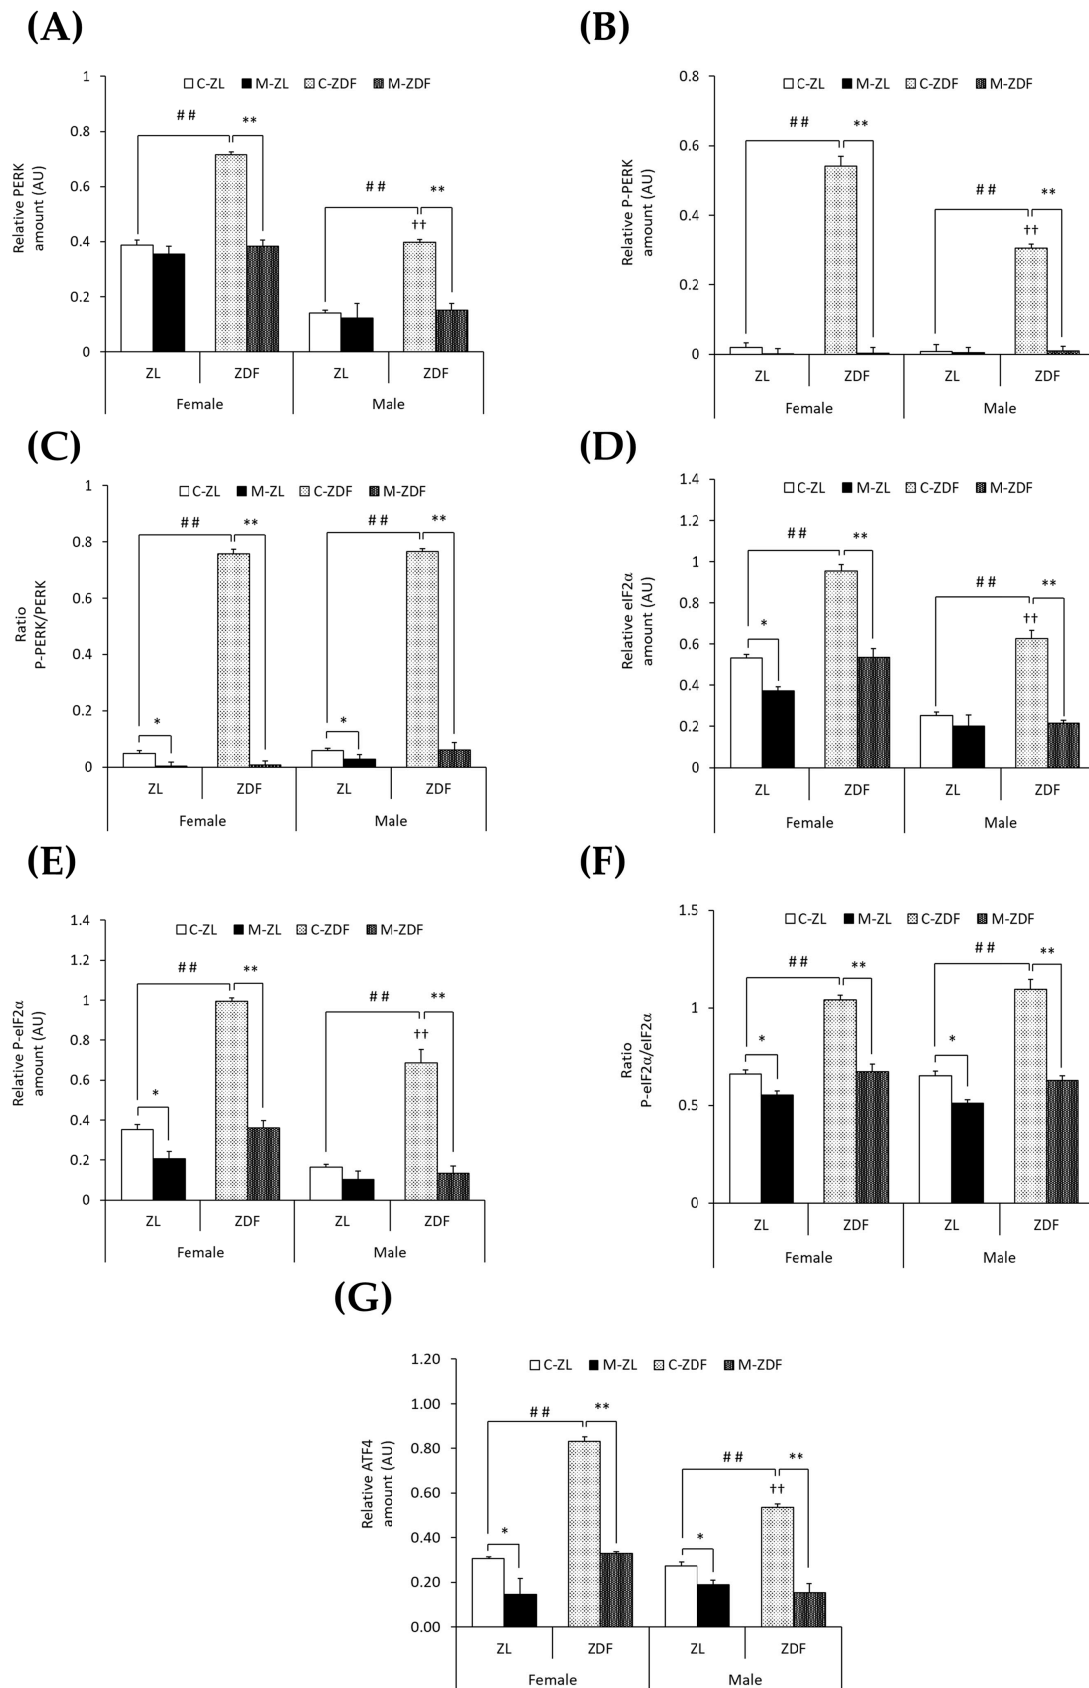 (A)
1
0.8
0.6
0.4
0.2
0
Relative PERK
amount (AU)
C-ZL M-ZL C-ZDF M-ZDF
# # **
# # **
††
ZL ZDF ZL ZDF
Female Male
(B)
0.8
0.6
0.4
0.2
0
Relative P-PERK
amount (AU)
C-ZL M-ZL C-ZDF M-ZDF
# # **
# # **
††
ZL ZDF ZL ZDF
Female Male
(C)
1
0.8
0.6
0.4
0.2
0
Ratio
P-PERK/PERK
C-ZL M-ZL C-ZDF M-ZDF
# # ** # # **
* *
ZL ZDF ZL ZDF
Female Male
(D)
1.4
1.2
1
0.8
0.6
0.4
0.2
0
Relative eIF2α
amount (AU)
C-ZL M-ZL C-ZDF M-ZDF
# # **
# # **
* ††
ZL ZDF ZL ZDF
Female Male
(E)
1.4
1.2
1
0.8
0.6
0.4
0.2
0
Relative P-eIF2α
amount (AU)
C-ZL M-ZL C-ZDF M-ZDF
# # ** # # **
††
*
ZL ZDF ZL ZDF
Female Male
(F)
1.5
1
0.5
0
Ratio
P-eIF2α/eIF2α
C-ZL M-ZL C-ZDF M-ZDF
# # ** # # **
* *
ZL ZDF ZL ZDF
Female Male
(G)
1.20
1.00
0.80
0.60
0.40
0.20
0.00
Relative ATF4
amount (AU)
C-ZL M-ZL C-ZDF M-ZDF
# # **
# # **
††
* *
ZL ZDF ZL ZDF
Female Male